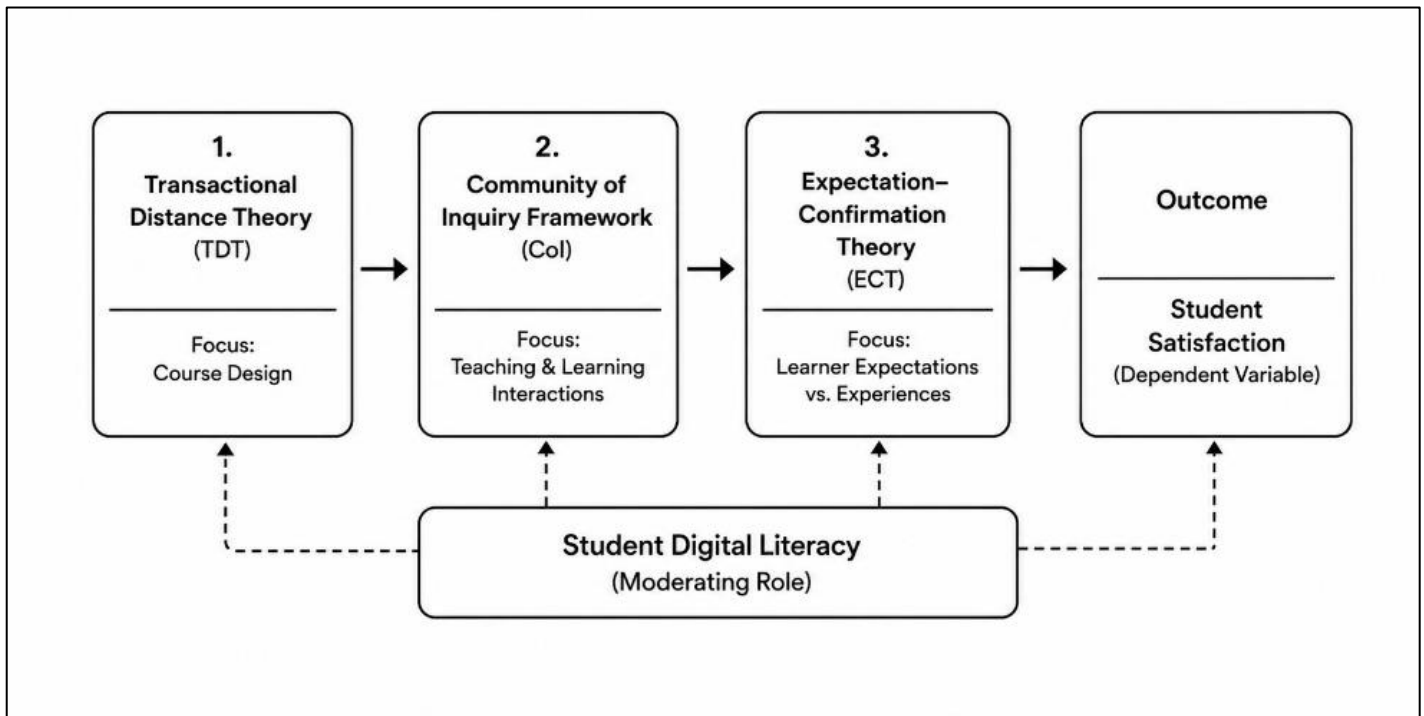 1.
Transactional
Distance Theory
(TDT)
Focus:
Course Design
2.
Community of
Inquiry Framework
(CoI)
Focus:
Teaching & Learning
Interactions
3.
Expectation–
Confirmation
Theory
(ECT)
Focus:
Learner Expectations
vs. Experiences
Outcome
Student
Satisfaction
(Dependent Variable)
Student Digital Literacy
(Moderating Role)